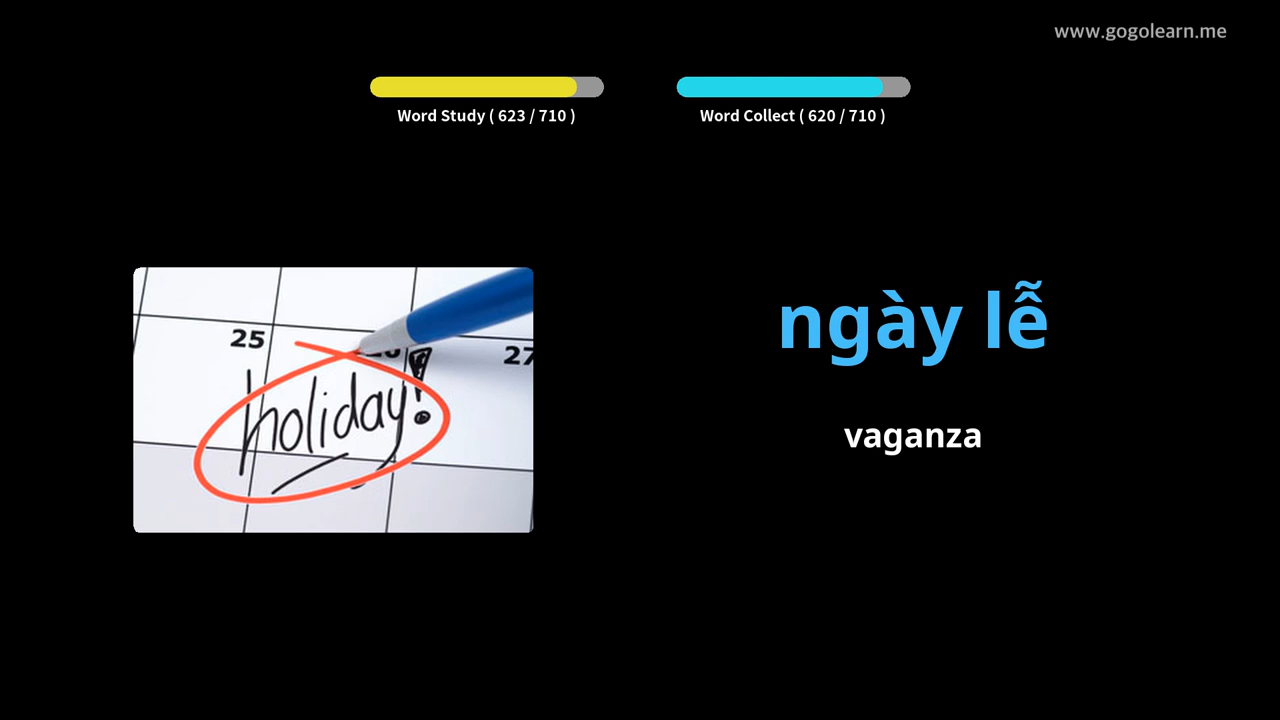 www.gogolearn.me
Word Study ( 623 / 710 )
Word Collect ( 620 / 710 )
25
27
holiday!
ngày lễ
vaganza